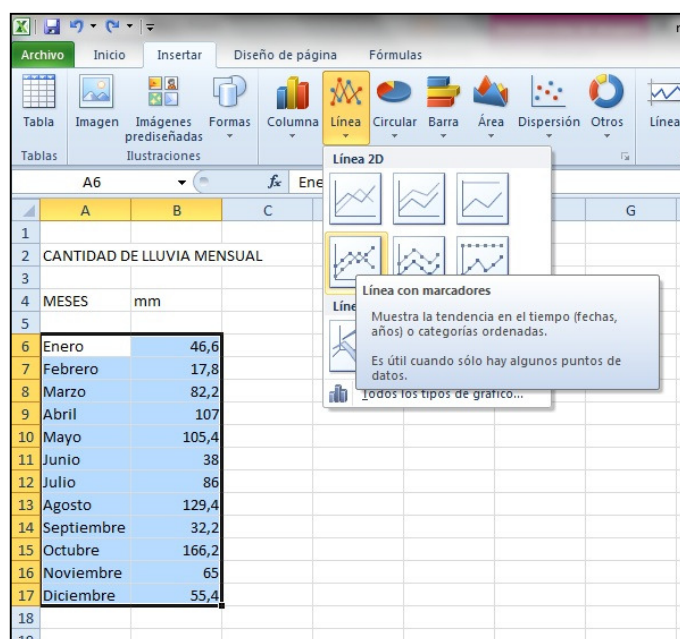 Archivo Inicio Insertar Diseño de página Fórmulas
Tabla Imagen Imágenes prediseñadas Formas Columna Línea Circular Barra Área Dispersión Otros Línea
Tablas Ilustraciones
Línea 2D
A6 fx Ene
A B C G
1
2 CANTIDAD DE LLUVIA MENSUAL
3
4 MESES mm
5
6 Enero 46,6
7 Febrero 17,8
8 Marzo 82,2
9 Abril 107
10 Mayo 105,4
11 Junio 38
12 Julio 86
13 Agosto 129,4
14 Septiembre 32,2
15 Octubre 166,2
16 Noviembre 65
17 Diciembre 55,4
18
19
Líne
Línea con marcadores
Muestra la tendencia en el tiempo (fechas,
años) o categorías ordenadas.
Es útil cuando sólo hay algunos puntos de
datos.
Todos los tipos de gráfico...